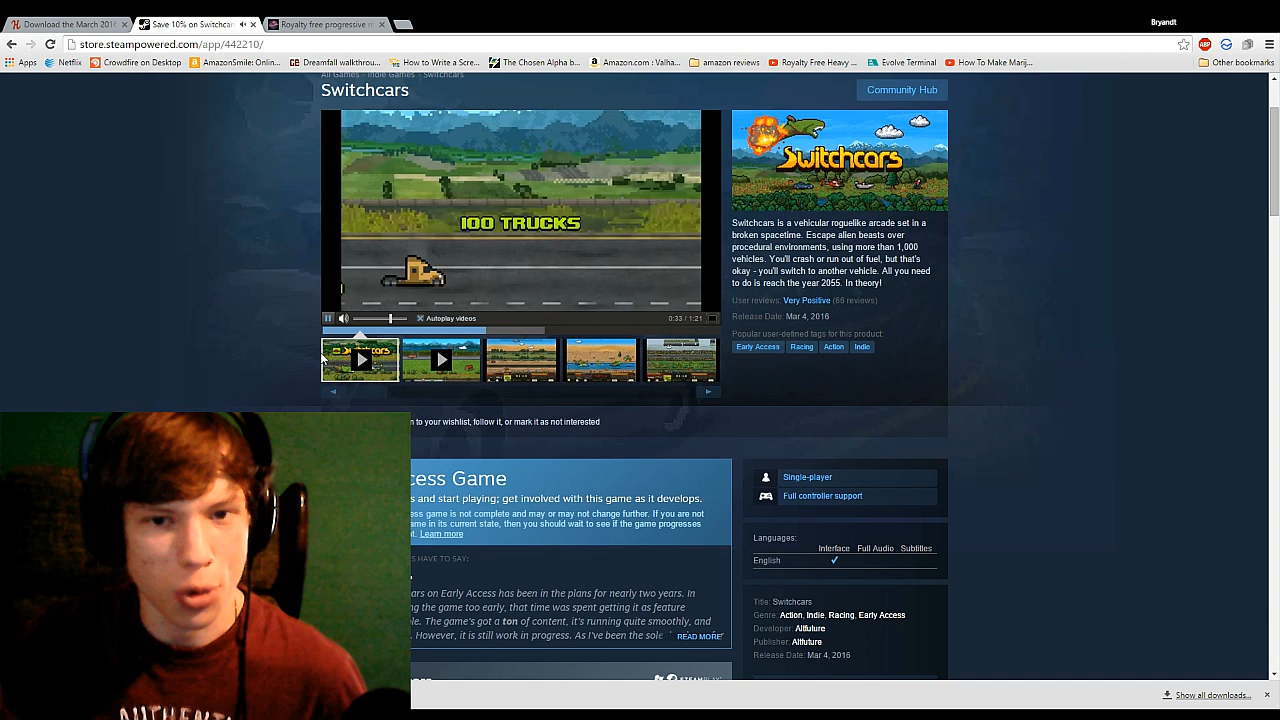 Bryandt
Download the March 2016
Save 10% on Switchcar
Royalty free progressive ro
store.steampowered.com/app/442210/
ABP
Apps
Netflix
Crowdfire on Desktop
AmazonSmile: Onlin...
Dreamfall walkthrou...
How to Write a Scre...
The Chosen Alpha b...
Amazon.com : Valha...
amazon reviews
Royalty Free Heavy ...
Evolve Terminal
How To Make Marij...
Other bookmarks
All Games > Indie Games > Switchcars
Switchcars
Community Hub
100 TRUCKS
Autoplay videos
0:33 / 1:21
Switchcars
Switchcars is a vehicular roguelike arcade set in a
broken spacetime. Escape alien beasts over
procedural environments, using more than 1,000
vehicles. You'll crash or run out of fuel, but that's
okay - you'll switch to another vehicle. All you need
to do is reach the year 2055. In theory!
User reviews: Very Positive (66 reviews)
Release Date: Mar 4, 2016
Popular user-defined tags for this product:
Early Access
Racing
Action
Indie
to your wishlist, follow it, or mark it as not interested
cess Game
s and start playing; get involved with this game as it develops.
ess game is not complete and may or may not change further. If you are not
ame in its current state, then you should wait to see if the game progresses
t. Learn more
S HAVE TO SAY:
ars on Early Access has been in the plans for nearly two years. In
ng the game too early, that time was spent getting it as feature
le. The game's got a ton of content, it's running quite smoothly, and
. However, it is still work in progress. As I've been the sole
READ MORE
Single-player
Full controller support
Languages:
Interface Full Audio Subtitles
English ✓
Title: Switchcars
Genre: Action, Indie, Racing, Early Access
Developer: Altfuture
Publisher: Altfuture
Release Date: Mar 4, 2016
STEAMPLAY
AUTHENT
Show all downloads...